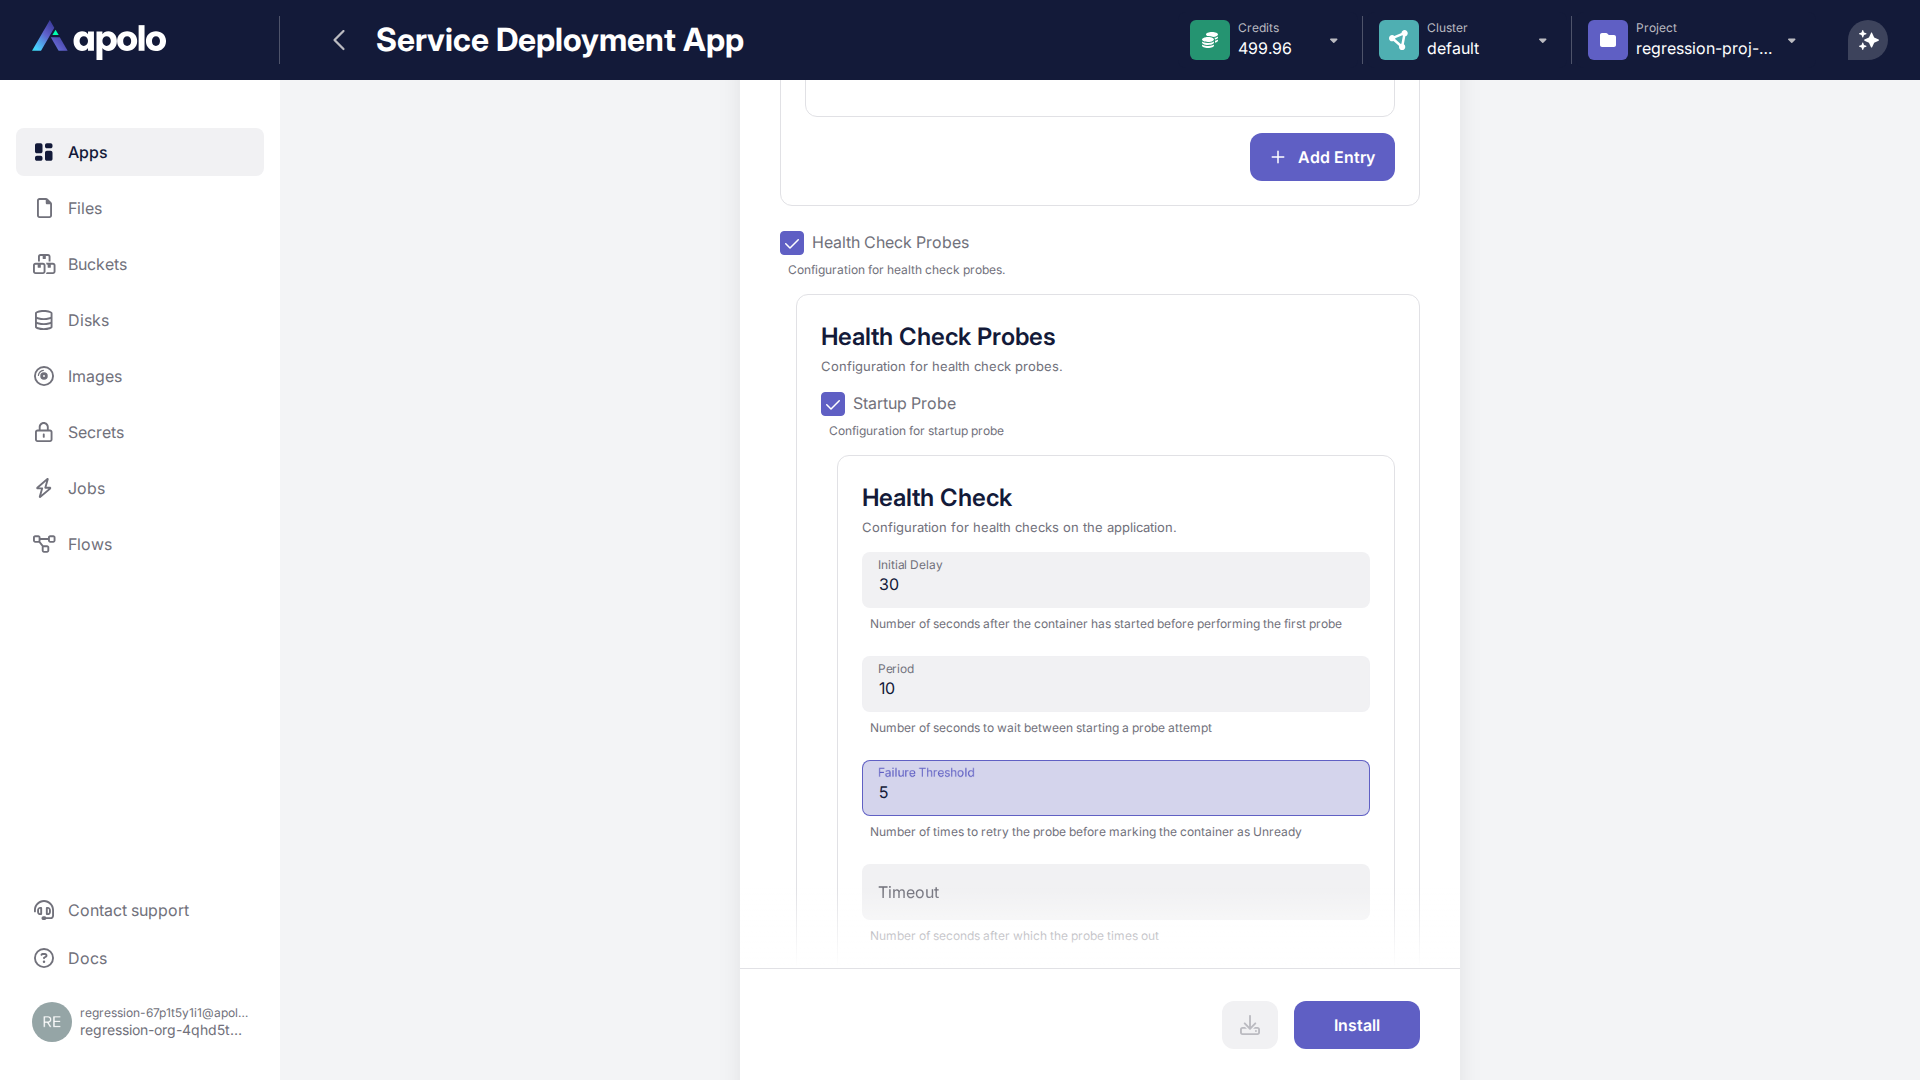 apolo
Service Deployment App
Credits
499.96
Cluster
default
Project
regression-proj-...
Apps
Files
Buckets
Disks
Images
Secrets
Jobs
Flows
Contact support
Docs
RE
regression-67p1t5y1i1@apol...
regression-org-4qhd5t...
Add Entry
Health Check Probes
Configuration for health check probes.
Health Check Probes
Configuration for health check probes.
Startup Probe
Configuration for startup probe
Health Check
Configuration for health checks on the application.
Initial Delay
30
Number of seconds after the container has started before performing the first probe
Period
10
Number of seconds to wait between starting a probe attempt
Failure Threshold
5
Number of times to retry the probe before marking the container as Unready
Timeout
Number of seconds after which the probe times out
Install